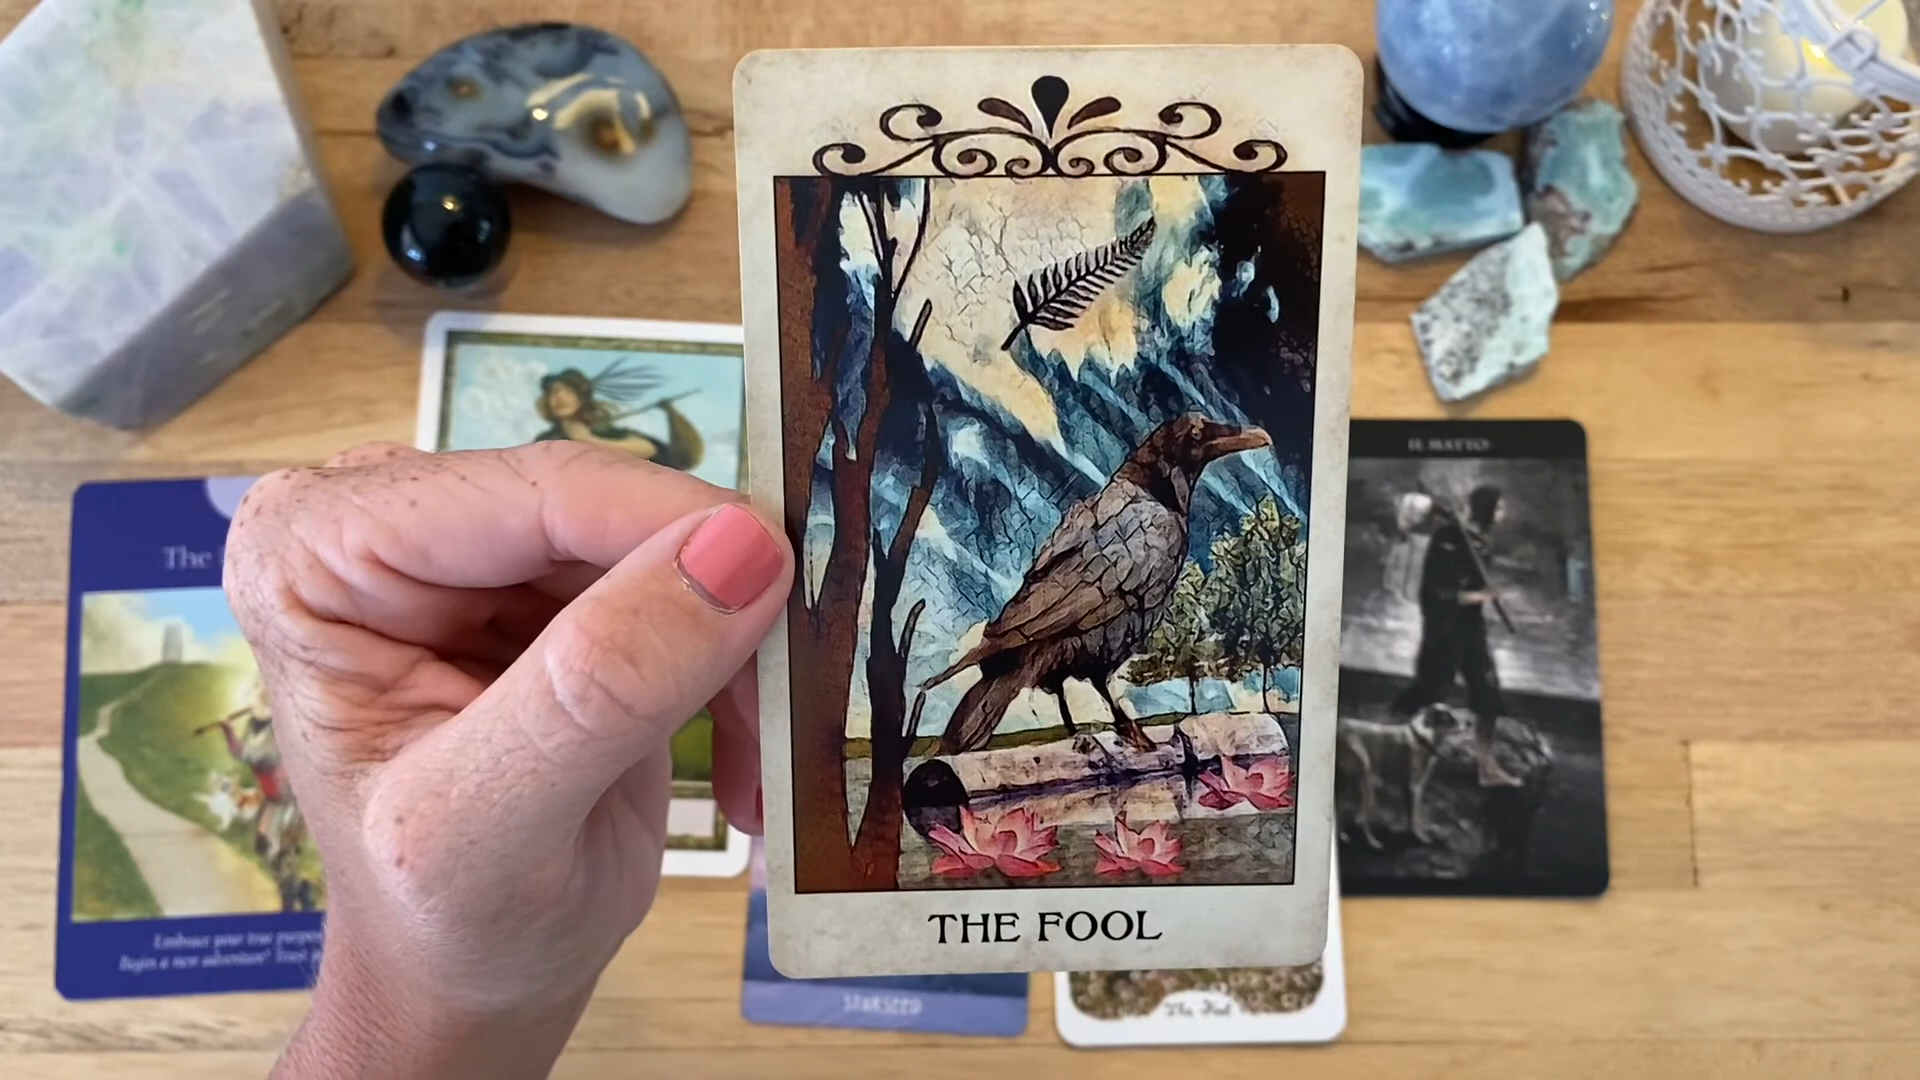 THE FOOL
IL MATTO
The
Embrace your true purpose
Begin a new adventure! Trust
STARSEED
The Fool